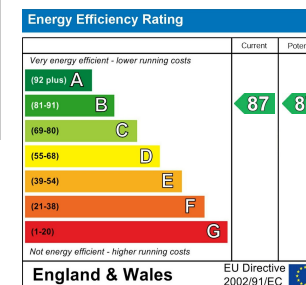 Energy Efficiency Rating
Current
Very energy efficient - lower running costs
(92 plus) A
(81-91) B
87
(69-80) C
(55-68) D
(39-54) E
(21-38) F
(1-20) G
Not energy efficient - higher running costs
England & Wales
EU Directive
2002/91/EC